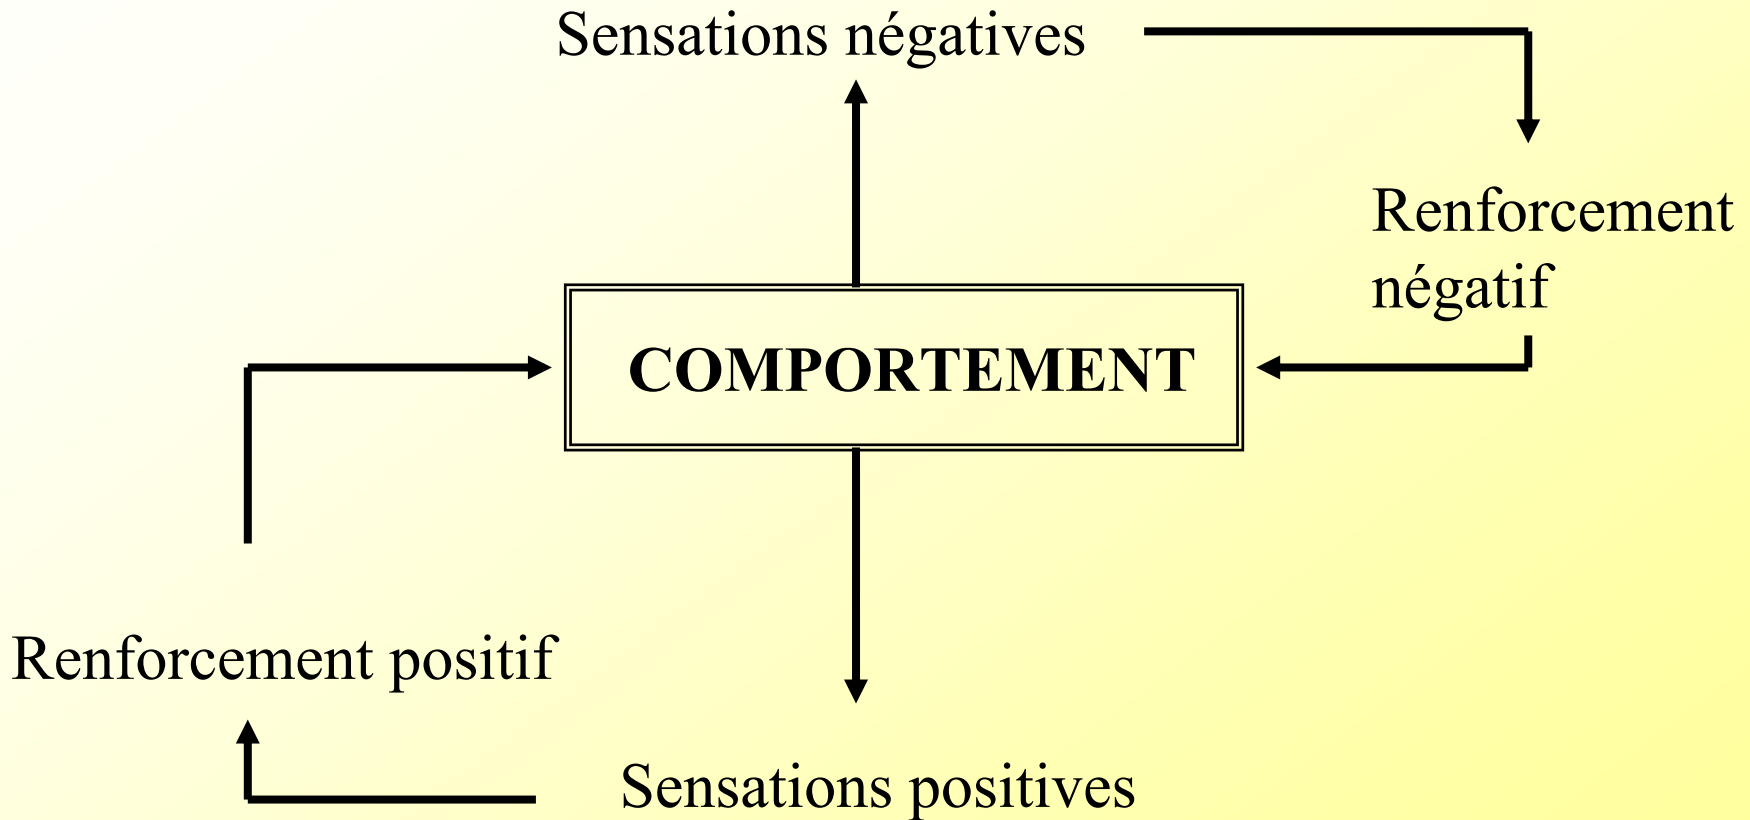 Sensations négatives
Renforcement
négatif
COMPORTEMENT
Renforcement positif
Sensations positives